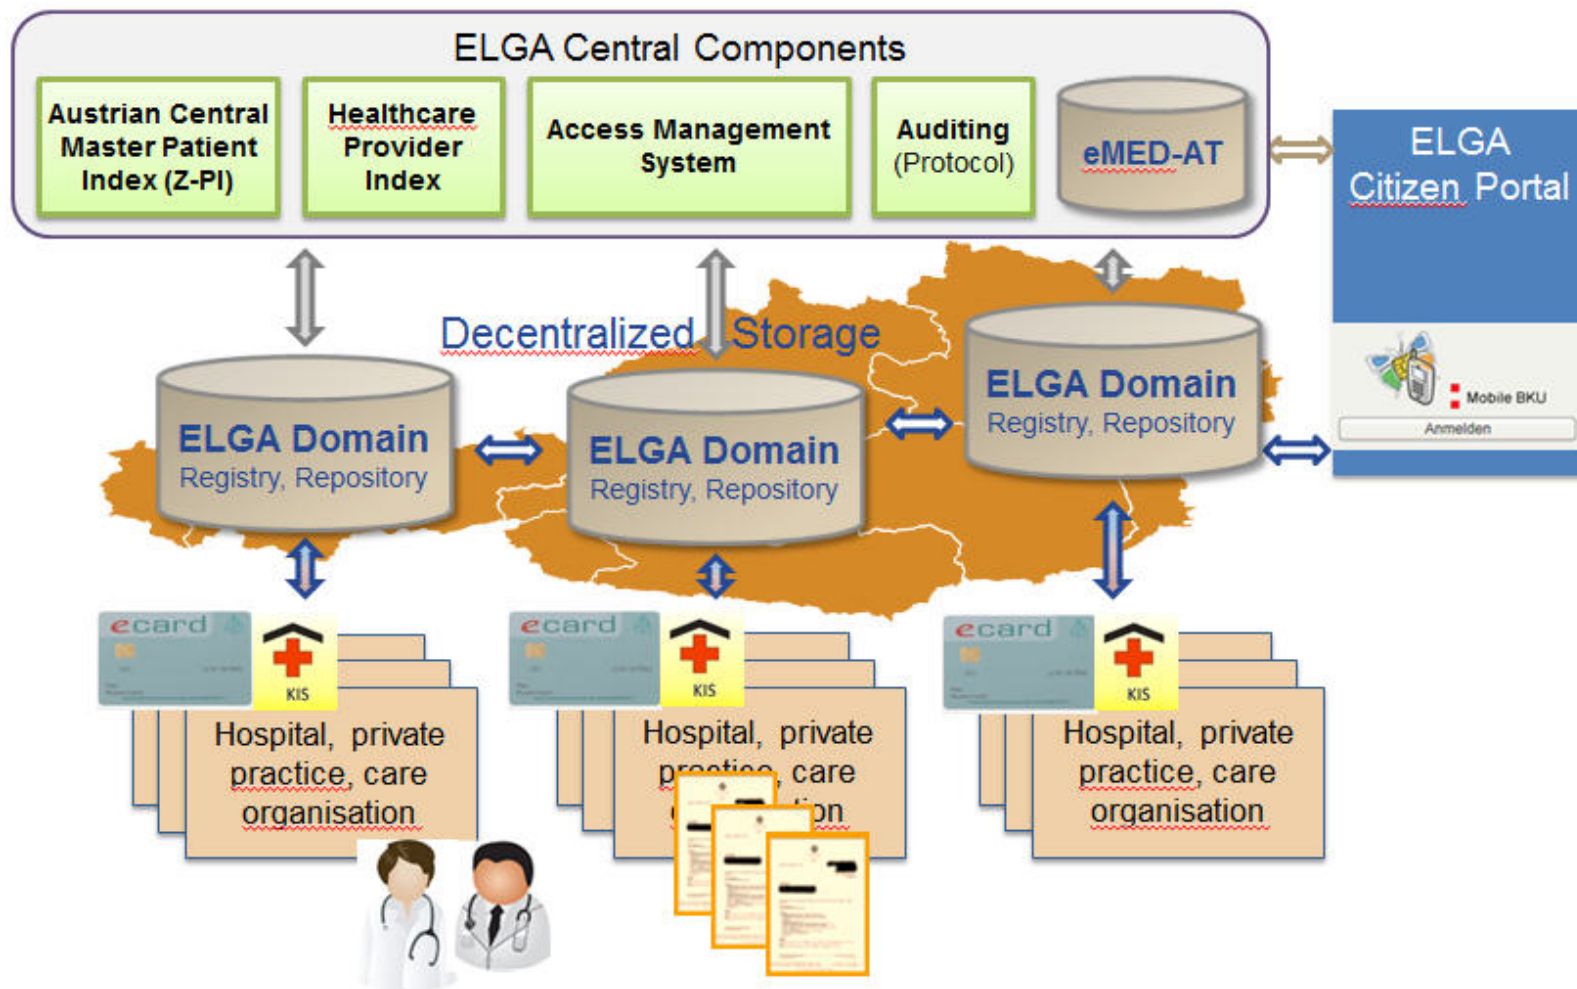 ELGA Central Components
Austrian Central
Master Patient
Index (Z-PI)
Healthcare
Provider
Index
Access Management
System
Auditing
(Protocol)
eMED-AT
ELGA
Citizen Portal
Decentralized Storage
ELGA Domain
Registry, Repository
ELGA Domain
Registry, Repository
ELGA Domain
Registry, Repository
Mobile BKU
Anmelden
ecard
KIS
Hospital, private
practice, care
organisation
ecard
KIS
Hospital, private
practice, care
tion
ecard
KIS
Hospital, private
practice, care
organisation